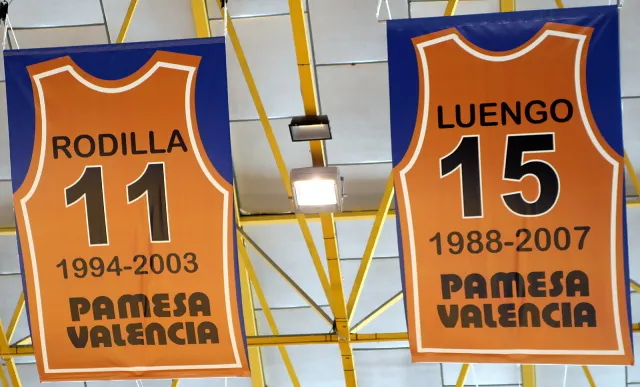 RODILLA
11
1994-2003
PAMESA
VALENCIA
LUENGO
15
1988-2007
PAMESA
VALENCIA